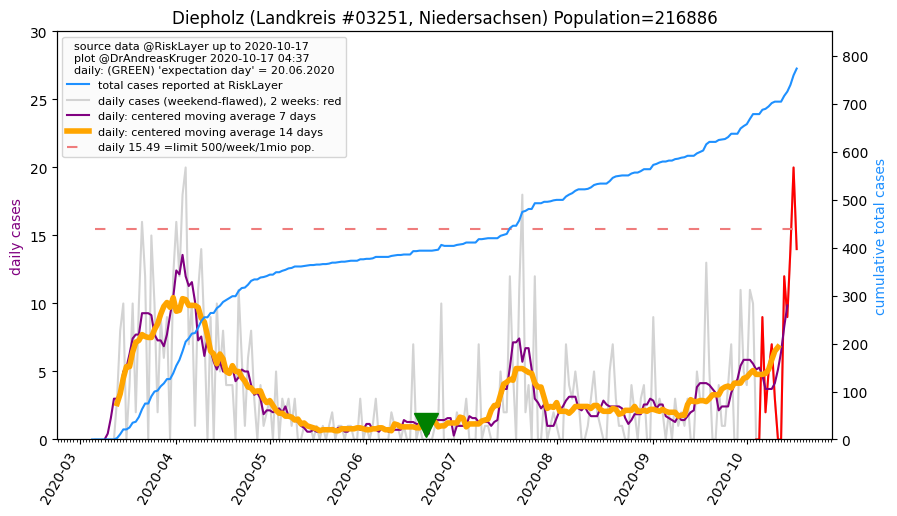 Diepholz (Landkreis #03251, Niedersachsen) Population=216886
source data @RiskLayer up to 2020-10-17
plot @DrAndreasKruger 2020-10-17 04:37
daily: (GREEN) 'expectation day' = 20.06.2020
total cases reported at RiskLayer
daily cases (weekend-flawed), 2 weeks: red
daily: centered moving average 7 days
daily: centered moving average 14 days
daily 15.49 =limit 500/week/1mio pop.
daily cases
30
25
20
15
10
5
0
800
700
600
500
400
300
200
100
0
cumulative total cases
2020-03
2020-04
2020-05
2020-06
2020-07
2020-08
2020-09
2020-10